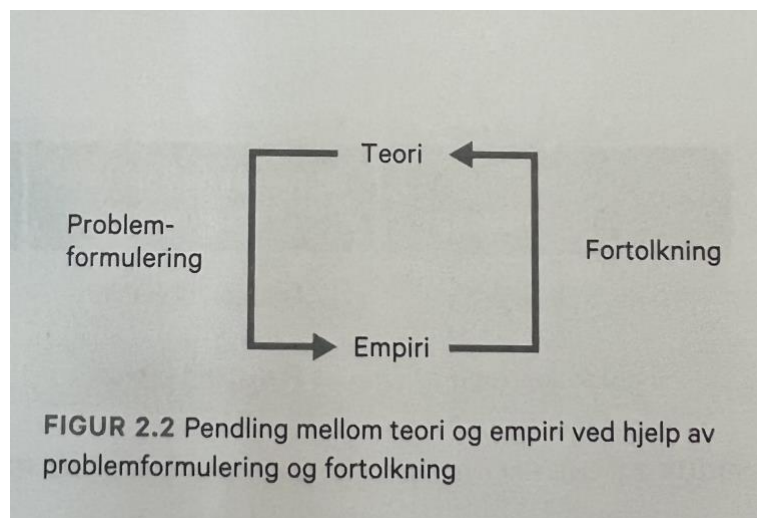 Teori
Problem-
formulering
Fortolkning
Empiri
FIGUR 2.2 Pendling mellom teori og empiri ved hjelp av
problemformulering og fortolkning